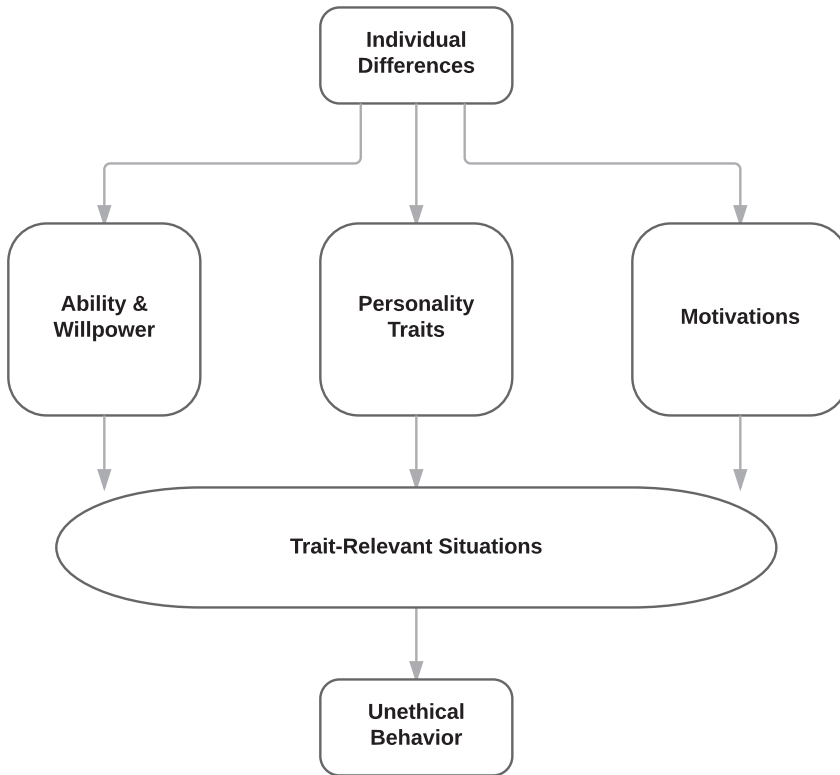 Individual
Differences
Ability &
Willpower
Personality
Traits
Motivations
Trait-Relevant Situations
Unethical
Behavior